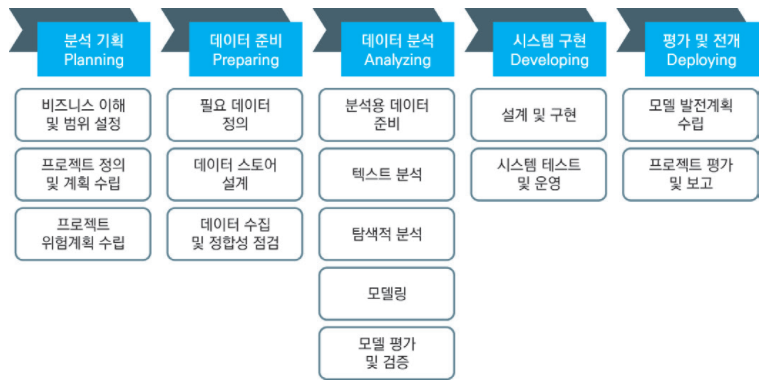 분석 기획
Planning
데이터 준비
Preparing
데이터 분석
Analyzing
시스템 구현
Developing
평가 및 전개
Deploying
비즈니스 이해
및 범위 설정
프로젝트 정의
및 계획 수립
프로젝트
위험계획 수립
필요 데이터
정의
데이터 스토어
설계
데이터 수집
및 정합성 점검
분석용 데이터
준비
텍스트 분석
탐색적 분석
모델링
모델 평가
및 검증
설계 및 구현
시스템 테스트
및 운영
모델 발전계획
수립
프로젝트 평가
및 보고